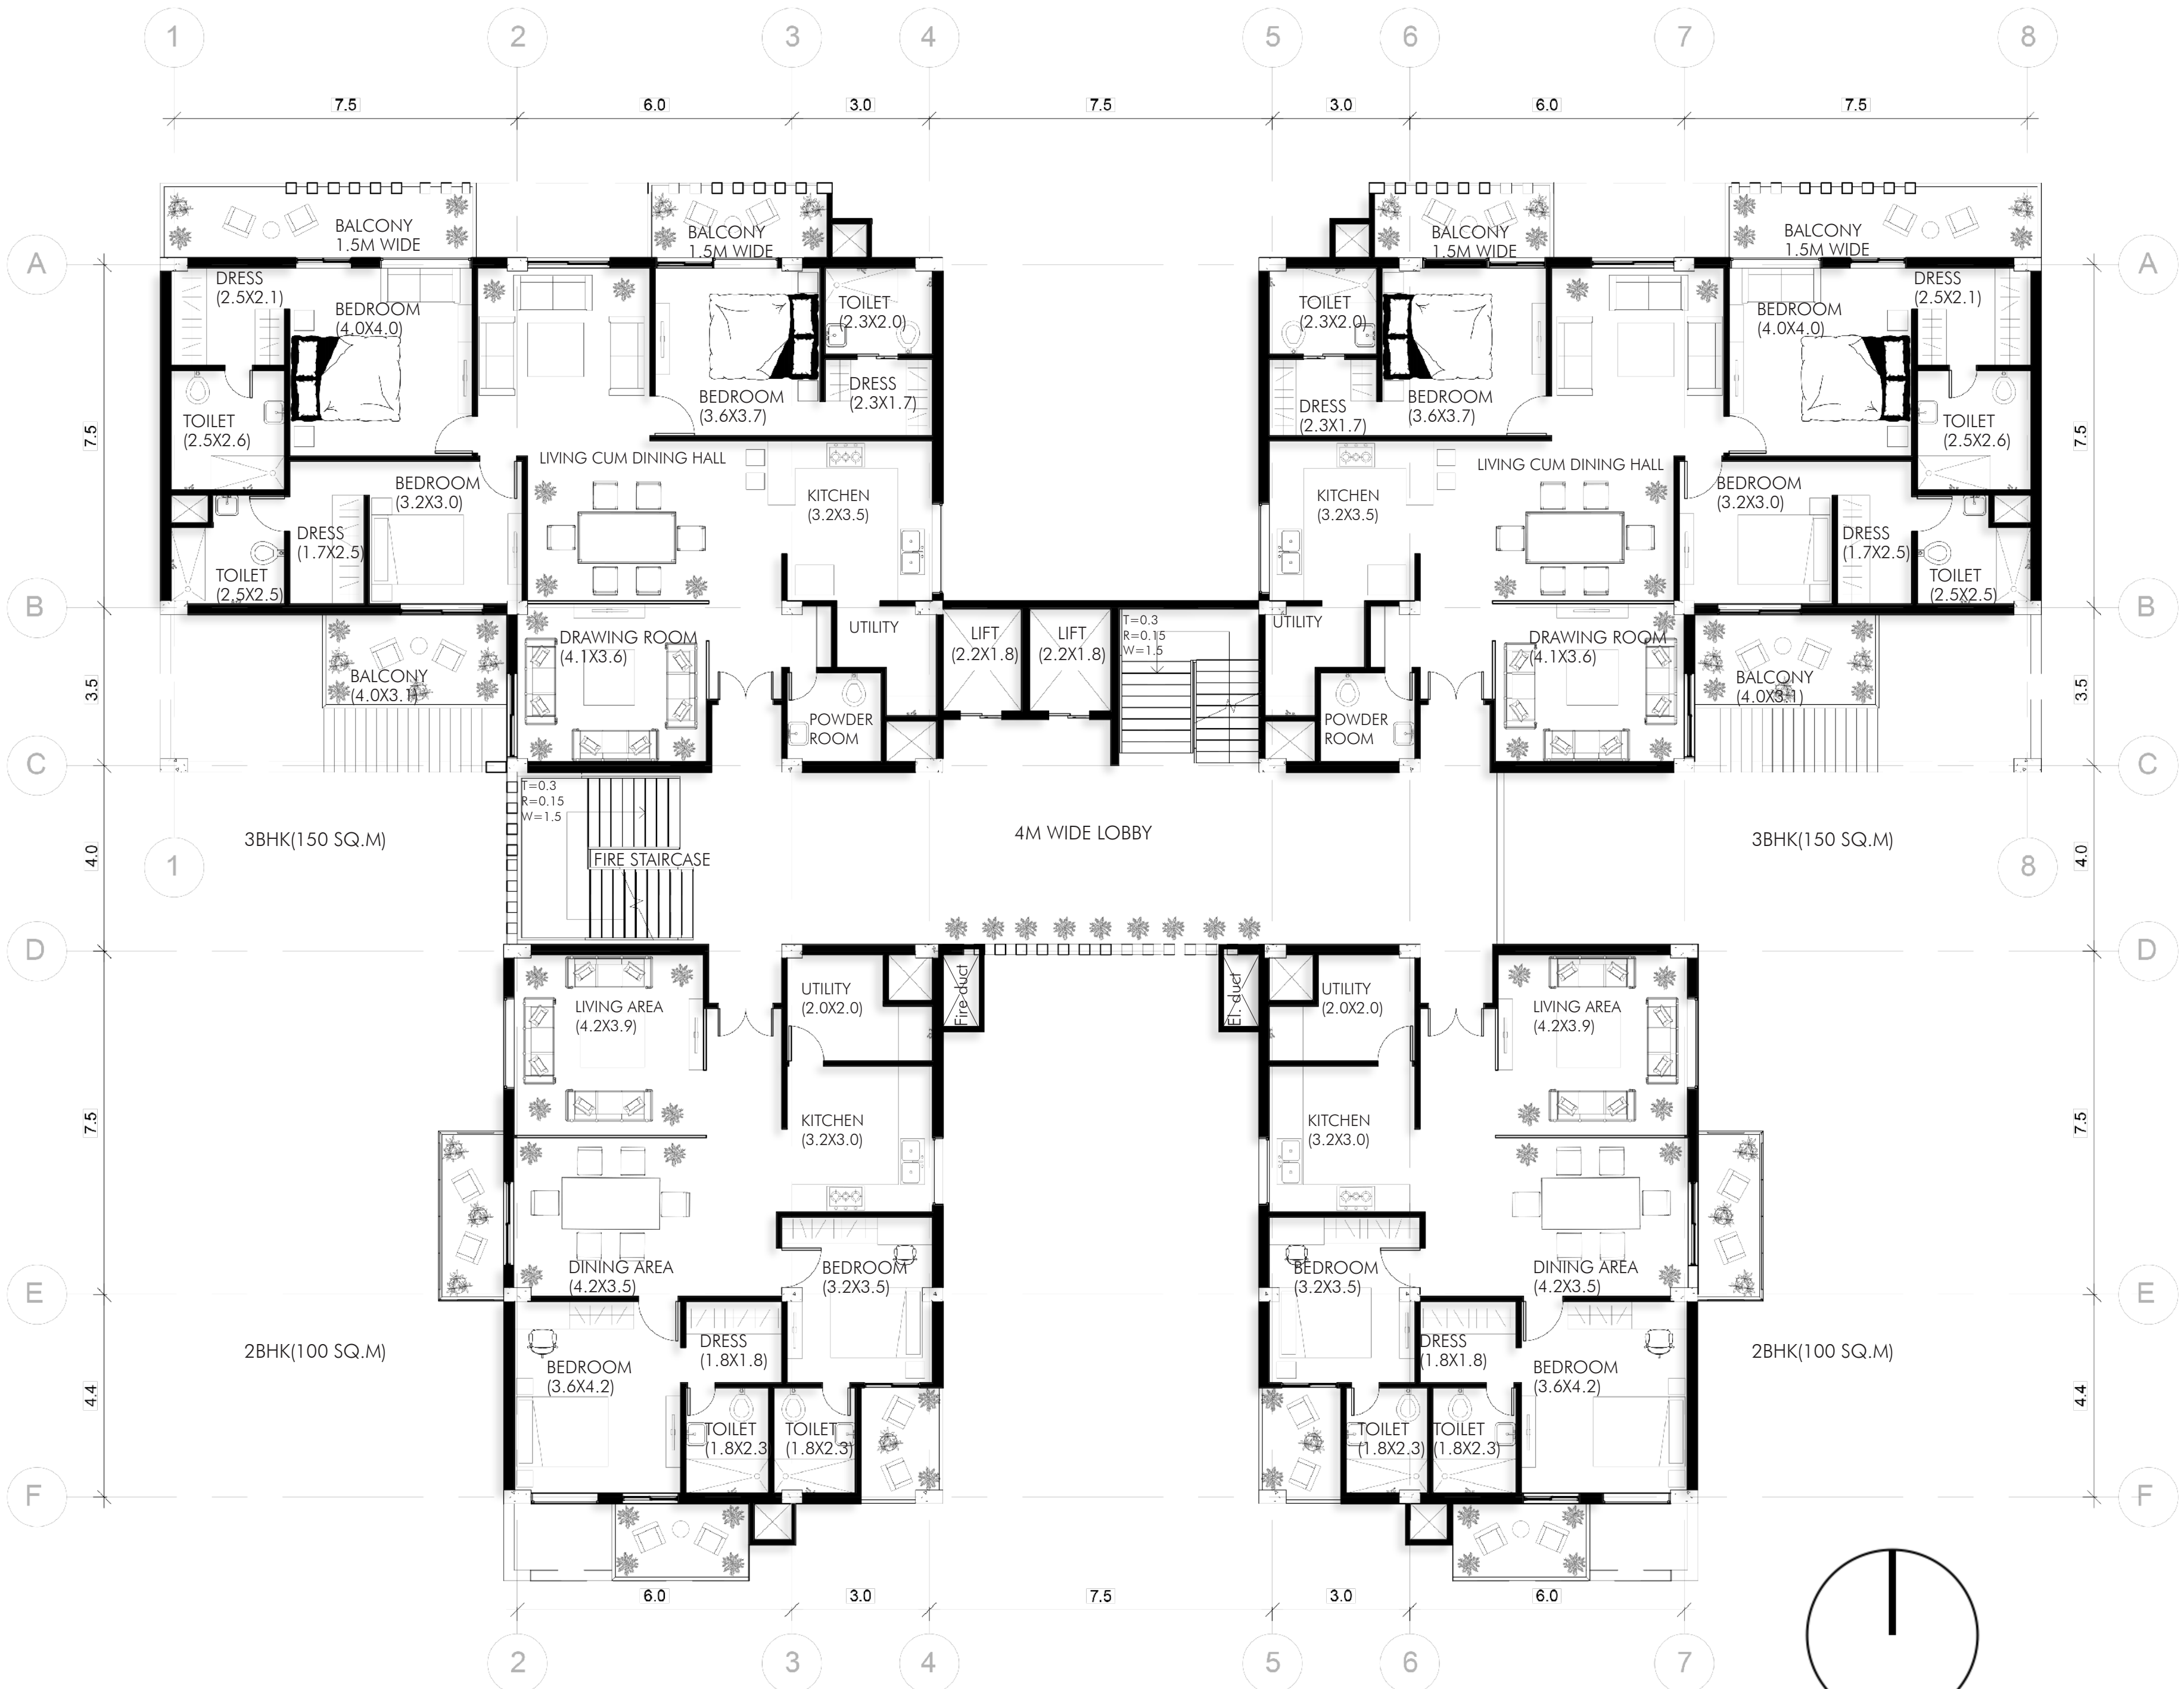 1 2 3 4 5 6 7 8
7.5 6.0 3.0 7.5 3.0 6.0 7.5
BALCONY
1.5M WIDE
BALCONY
1.5M WIDE
BALCONY
1.5M WIDE
BALCONY
1.5M WIDE
A
A
DRESS
(2.5X2.1)
BEDROOM
(4.0X4.0)
TOILET
(2.3X2.0)
TOILET
(2.3X2.0)
BEDROOM
(4.0X4.0)
DRESS
(2.5X2.1)
BEDROOM
(3.6X3.7)
DRESS
(2.3X1.7)
DRESS
(2.3X1.7)
BEDROOM
(3.6X3.7)
TOILET
(2.5X2.6)
TOILET
(2.5X2.6)
7.5
7.5
LIVING CUM DINING HALL
LIVING CUM DINING HALL
BEDROOM
(3.2X3.0)
KITCHEN
(3.2X3.5)
KITCHEN
(3.2X3.5)
BEDROOM
(3.2X3.0)
DRESS
(1.7X2.5)
DRESS
(1.7X2.5)
TOILET
(2.5X2.5)
TOILET
(2.5X2.5)
B
B
DRAWING ROOM
(4.1X3.6)
UTILITY
LIFT
(2.2X1.8)
LIFT
(2.2X1.8)
T=0.3
R=0.15
W=1.5
UTILITY
DRAWING ROOM
(4.1X3.6)
BALCONY
(4.0X3.1)
BALCONY
(4.0X3.1)
3.5
3.5
POWDER
ROOM
POWDER
ROOM
C
C
T=0.3
R=0.15
W=1.5
3BHK(150 SQ.M)
4M WIDE LOBBY
3BHK(150 SQ.M)
4.0
4.0
FIRE STAIRCASE
1
8
D
D
LIVING AREA
(4.2X3.9)
UTILITY
(2.0X2.0)
Fire duct
El. duct
UTILITY
(2.0X2.0)
LIVING AREA
(4.2X3.9)
7.5
7.5
KITCHEN
(3.2X3.0)
KITCHEN
(3.2X3.0)
DINING AREA
(4.2X3.5)
BEDROOM
(3.2X3.5)
BEDROOM
(3.2X3.5)
DINING AREA
(4.2X3.5)
E
E
2BHK(100 SQ.M)
2BHK(100 SQ.M)
DRESS
(1.8X1.8)
DRESS
(1.8X1.8)
BEDROOM
(3.6X4.2)
BEDROOM
(3.6X4.2)
4.4
4.4
TOILET
(1.8X2.3
TOILET
(1.8X2.3)
TOILET
(1.8X2.3)
TOILET
(1.8X2.3)
F
F
6.0 3.0 7.5 3.0 6.0
2 3 4 5 6 7